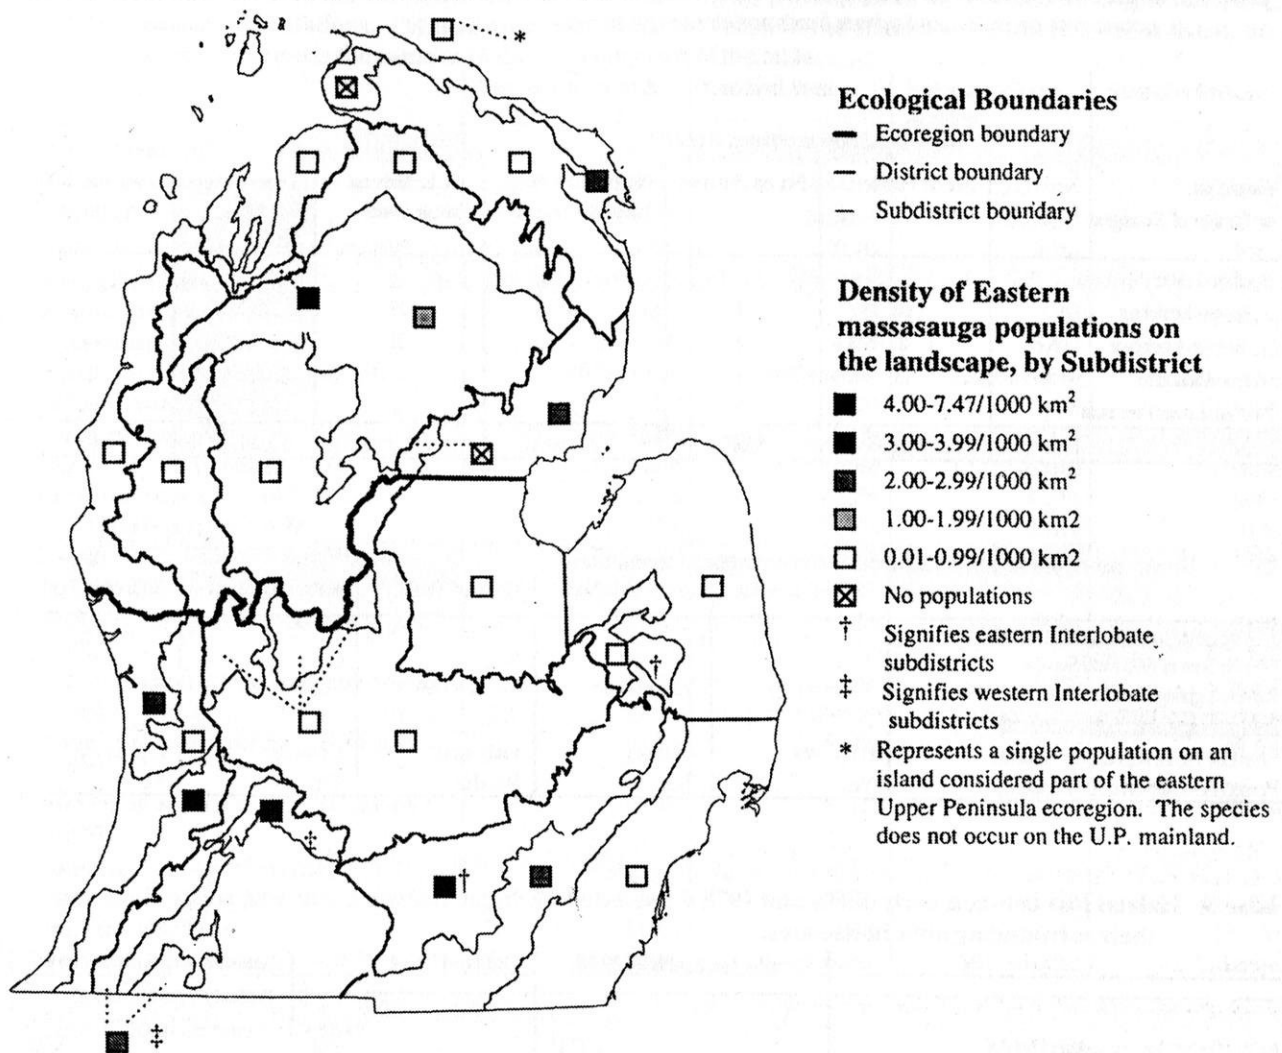 *
Ecological Boundaries
Ecoregion boundary
District boundary
Subdistrict boundary
Density of Eastern
massasauga populations on
the landscape, by Subdistrict
4.00-7.47/1000 km²
3.00-3.99/1000 km²
2.00-2.99/1000 km²
1.00-1.99/1000 km2
0.01-0.99/1000 km2
No populations
† Signifies eastern Interlobate
subdistricts
‡ Signifies western Interlobate
subdistricts
* Represents a single population on an
island considered part of the eastern
Upper Peninsula ecoregion. The species
does not occur on the U.P. mainland.
†
‡
†
‡